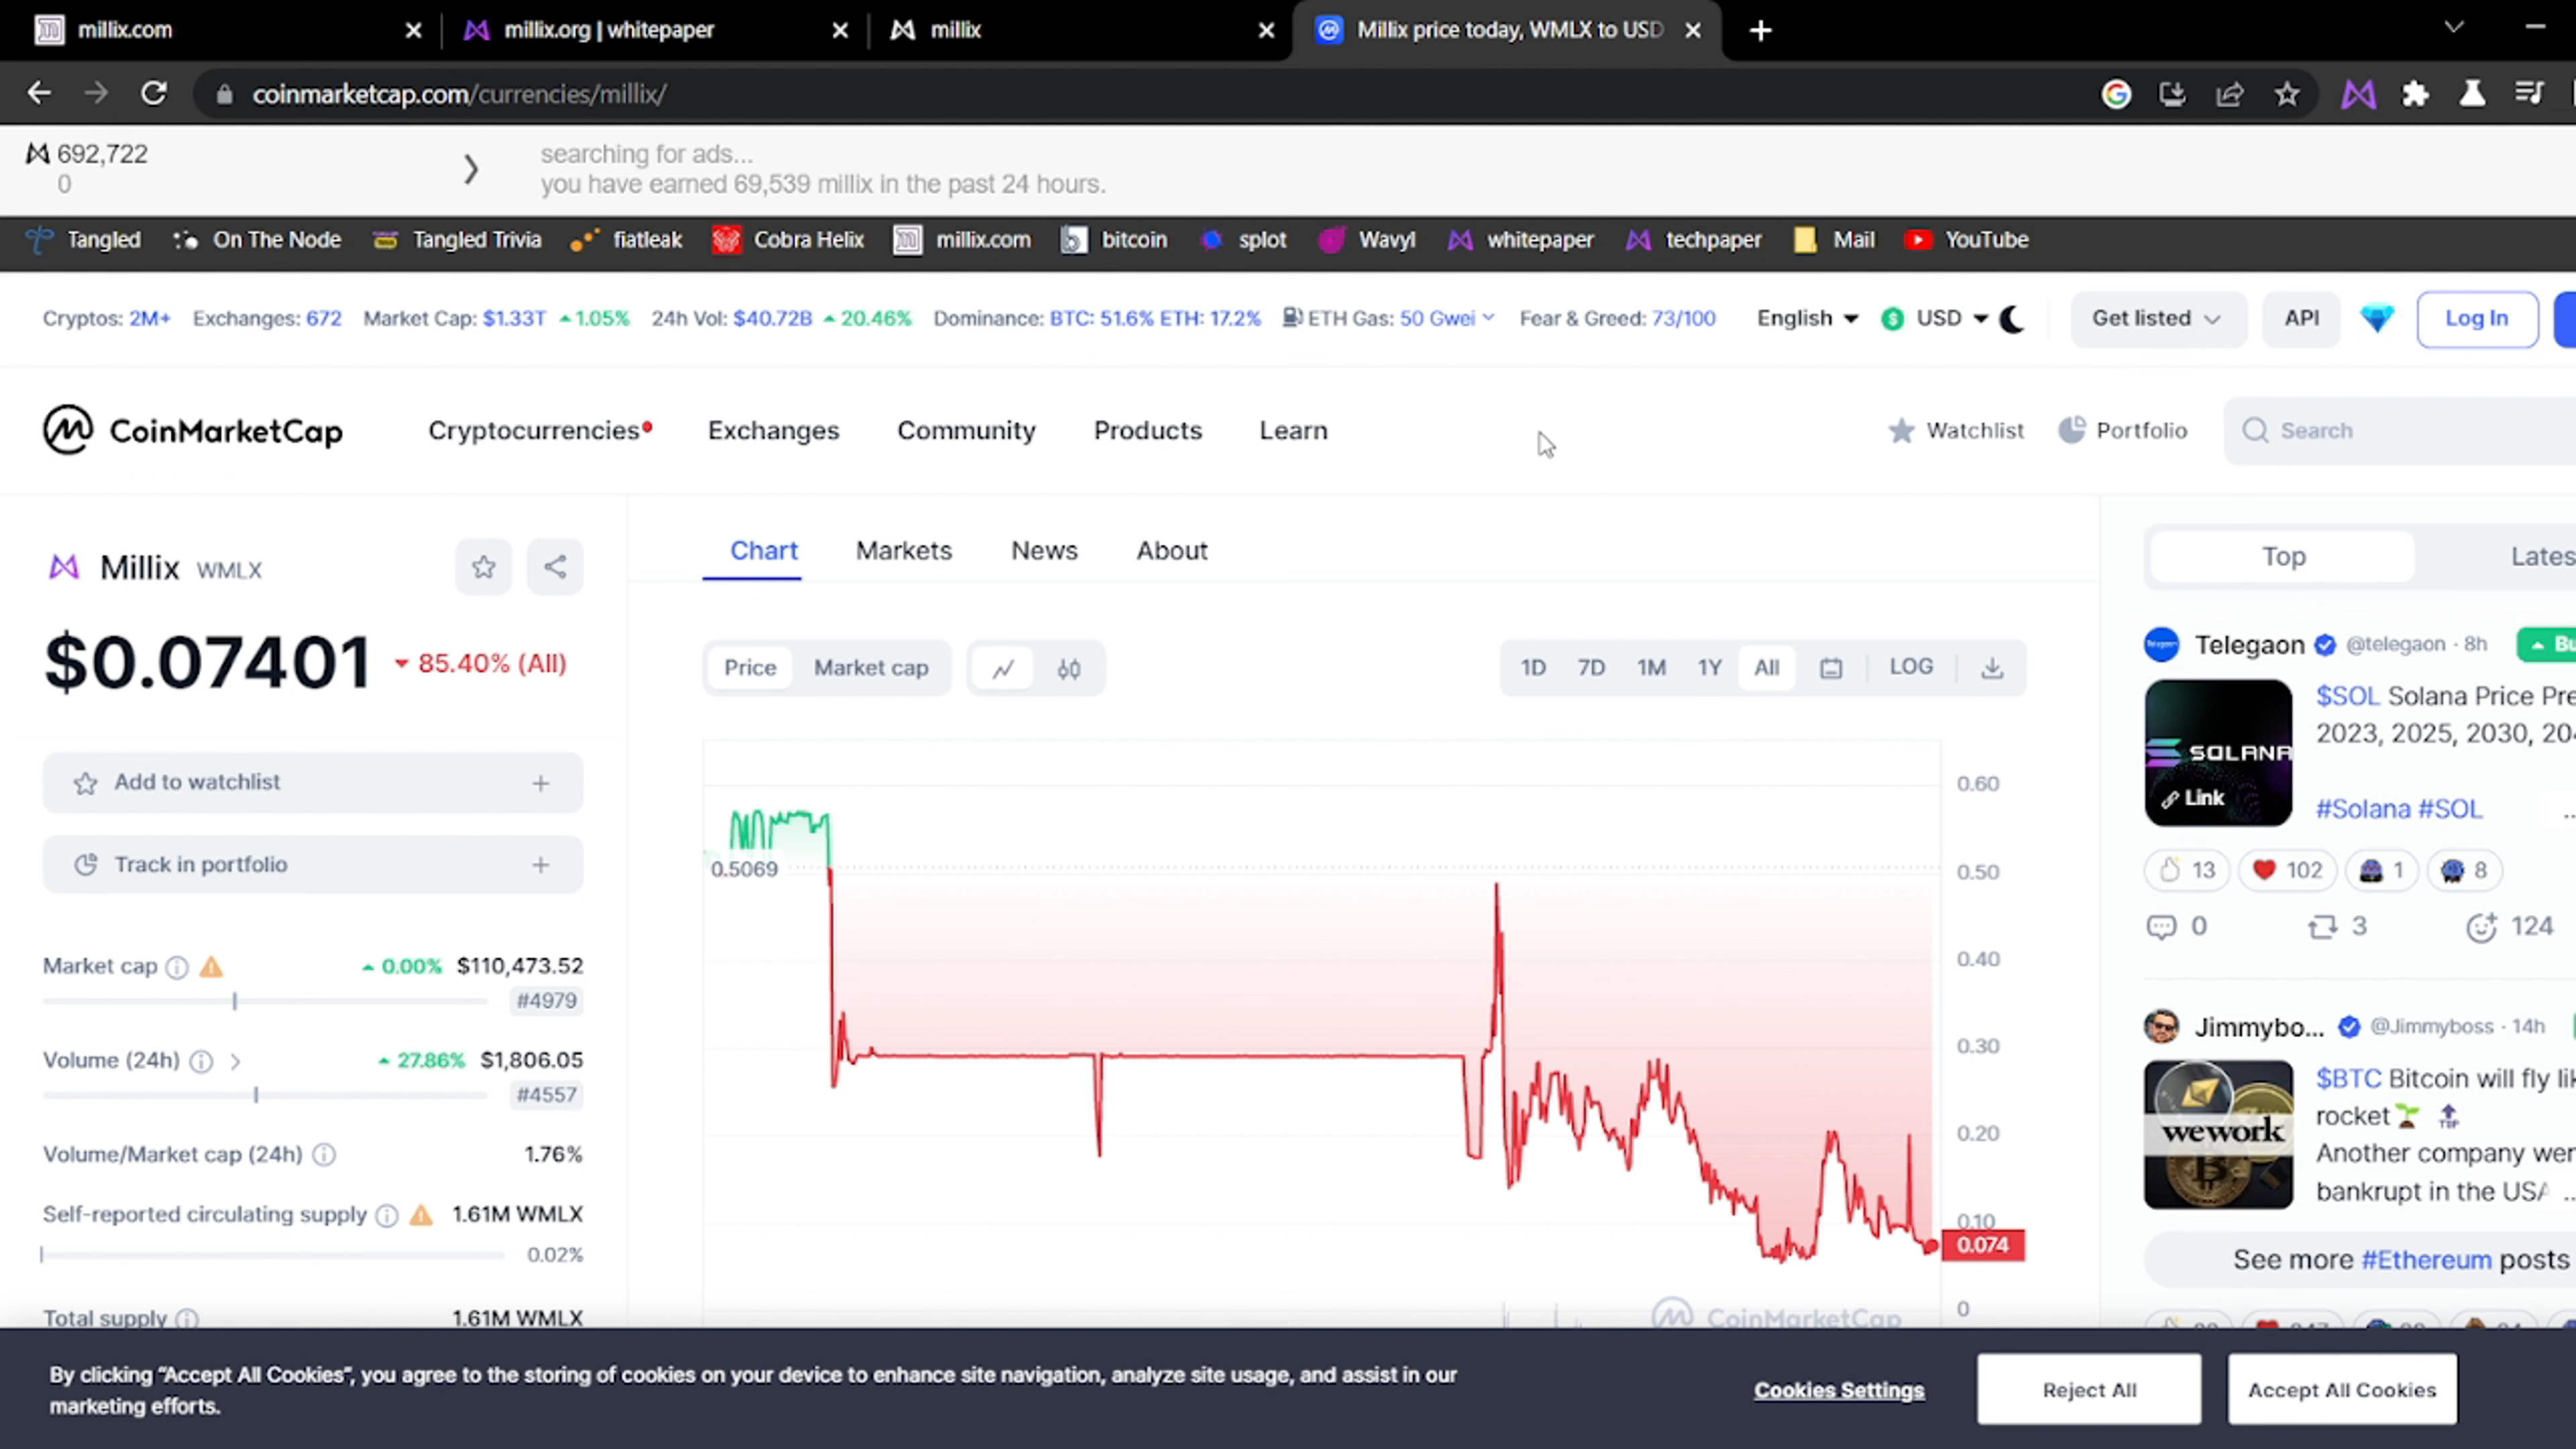 millix.com
millix.org | whitepaper
millix
Millix price today, WMLX to USD
coinmarketcap.com/currencies/millix/
692,722
0
searching for ads...
you have earned 69,539 millix in the past 24 hours.
Tangled On The Node Tangled Trivia fiatleak Cobra Helix millix.com bitcoin splot Wavyl whitepaper techpaper Mail YouTube
Cryptos: 2M+ Exchanges: 672 Market Cap: $1.33T 1.05% 24h Vol: $40.72B 20.46% Dominance: BTC: 51.6% ETH: 17.2% ETH Gas: 50 Gwei Fear & Greed: 73/100 English USD Get listed API Log In
CoinMarketCap Cryptocurrencies Exchanges Community Products Learn Watchlist Portfolio Search
Millix WMLX
$0.07401 85.40% (All)
Add to watchlist
Track in portfolio
Market cap 0.00% $110,473.52
#4979
Volume (24h) 27.86% $1,806.05
#4557
Volume/Market cap (24h) 1.76%
Self-reported circulating supply 1.61M WMLX
0.02%
Total supply 1.61M WMLX
Chart Markets News About
Price Market cap 1D 7D 1M 1Y All LOG
0.60
0.5069
0.50
0.40
0.30
0.20
0.10
0.074
0
CoinMarketCap
Top Lates
Telegaon @telegaon · 8h Bu
$SOL Solana Price Pre
2023, 2025, 2030, 20
SOLANA
Link
#Solana #SOL ...
13 102 1 8
0 3 124
Jimmybo... @Jimmyboss · 14h
$BTC Bitcoin will fly lik
rocket
wework
Another company wer
bankrupt in the USA ...
See more #Ethereum posts
By clicking “Accept All Cookies”, you agree to the storing of cookies on your device to enhance site navigation, analyze site usage, and assist in our
marketing efforts.
Cookies Settings Reject All Accept All Cookies